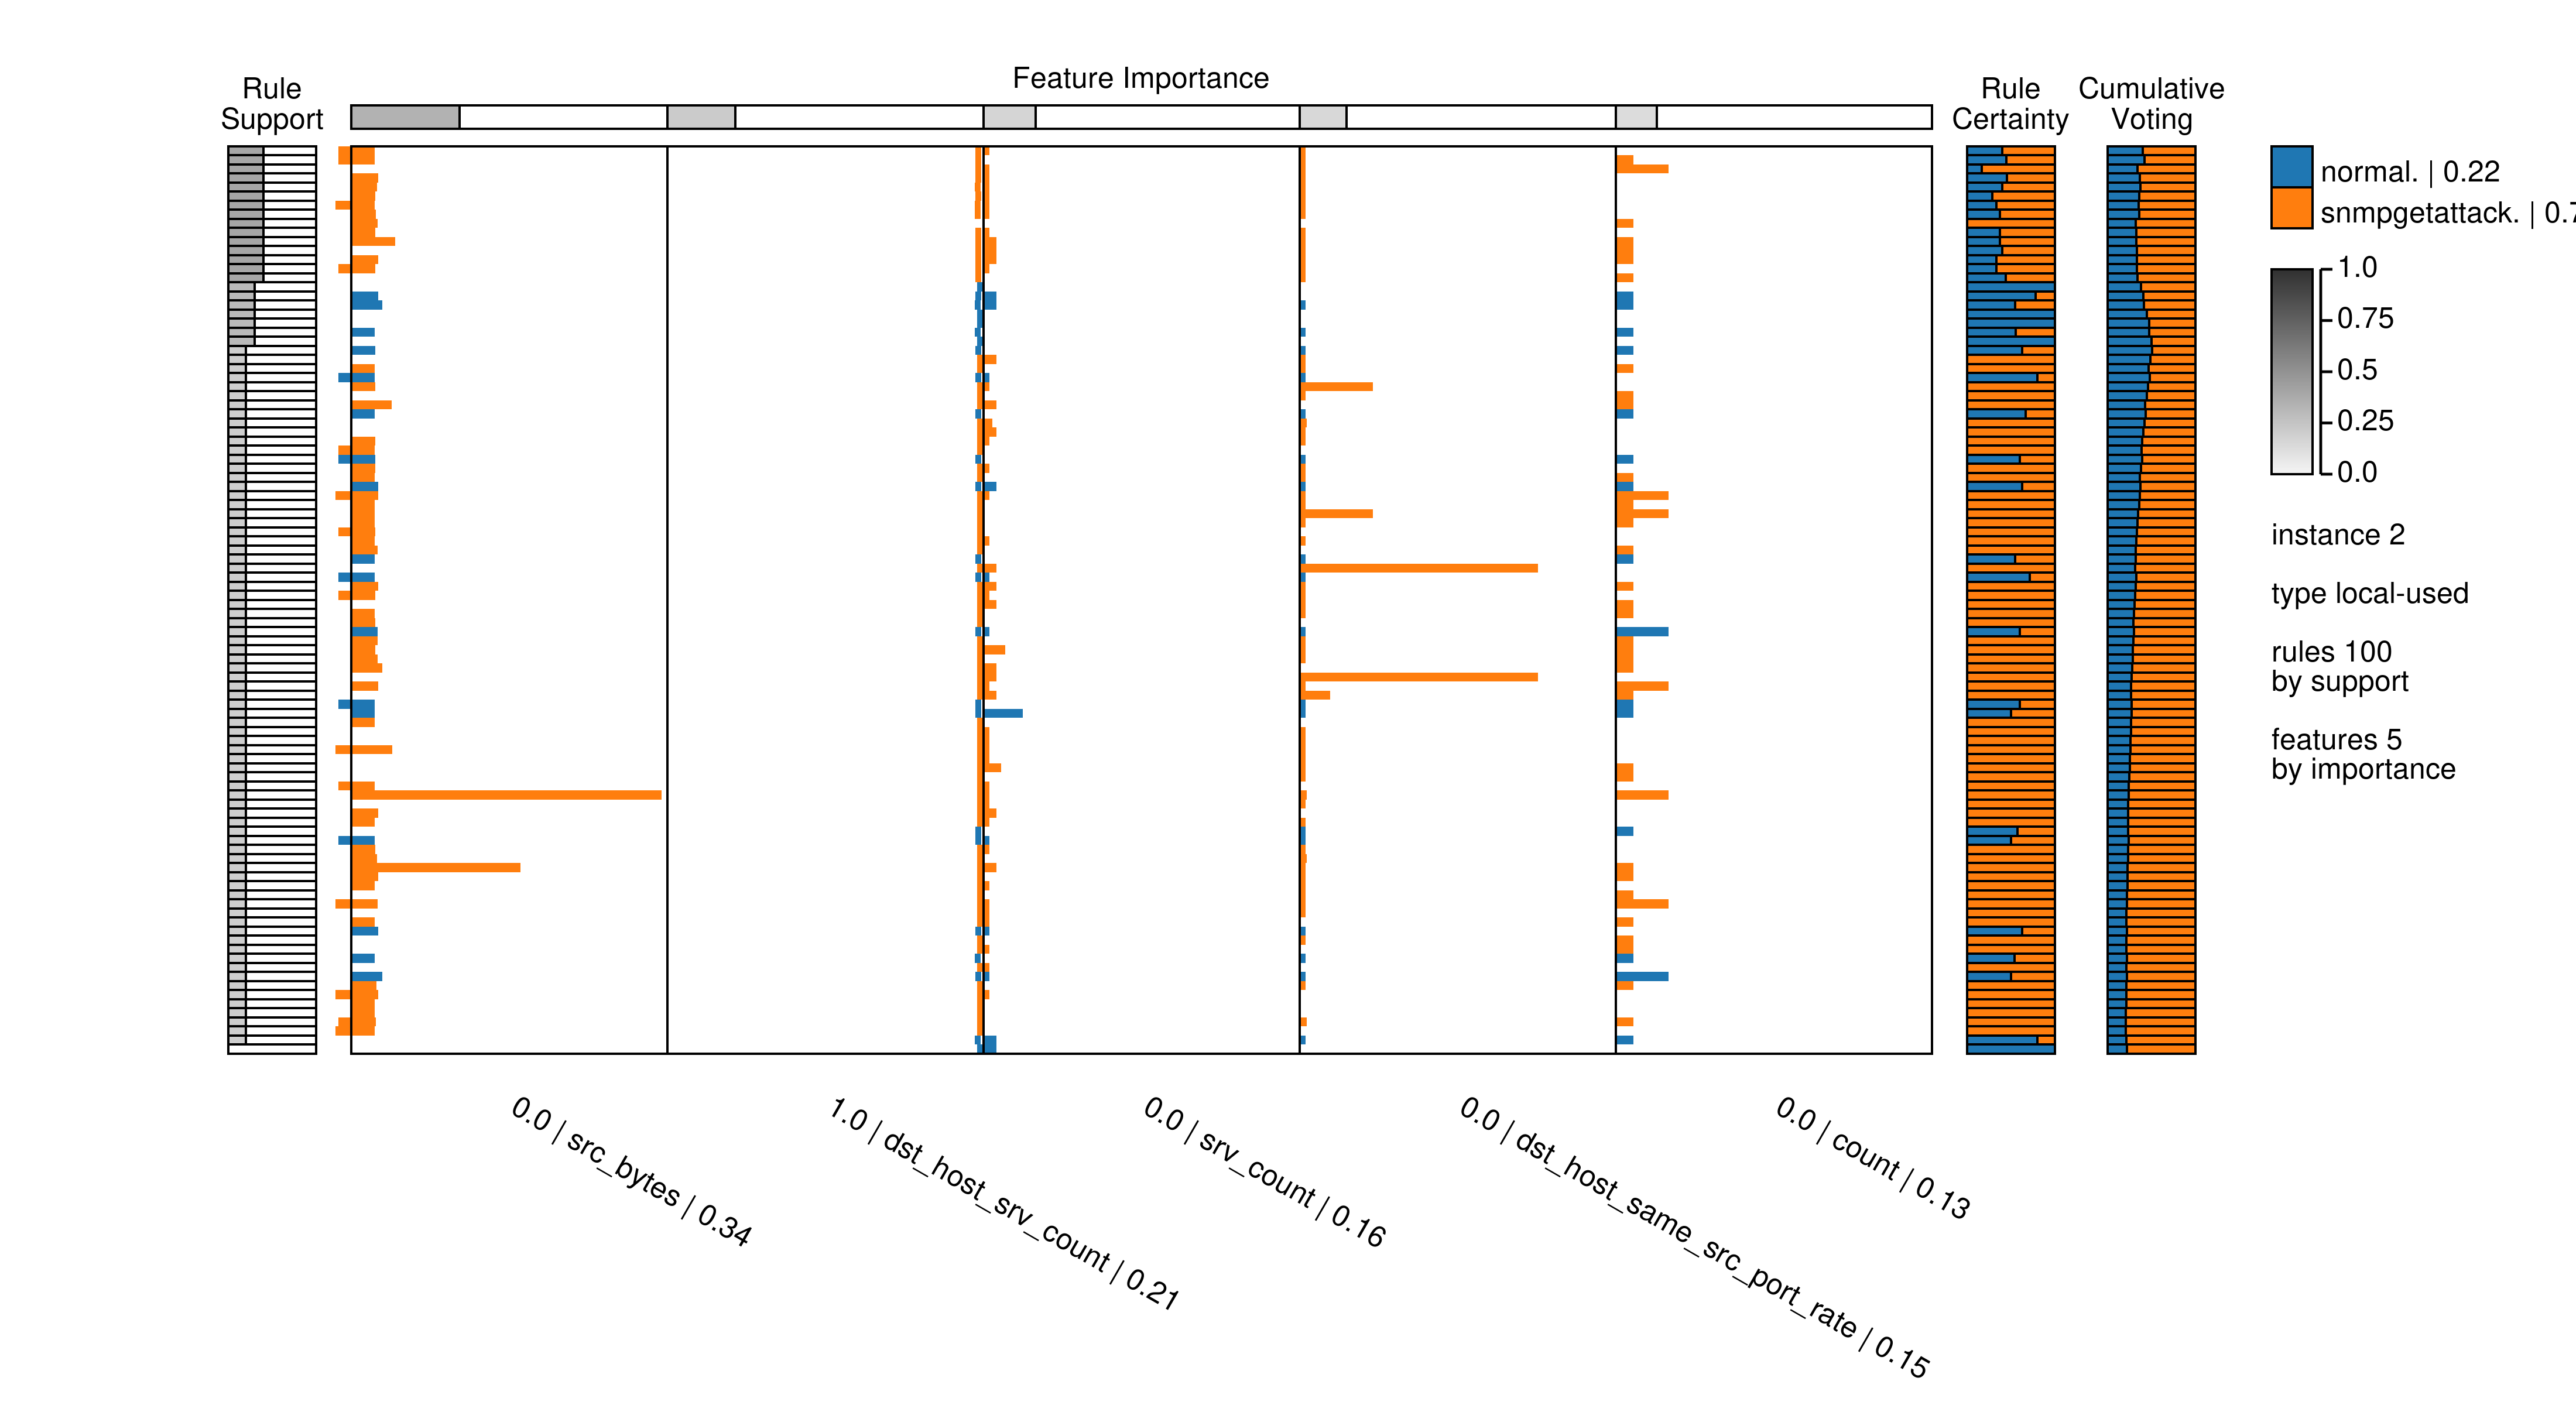 Rule
Support
Feature Importance
Rule
Certainty
Cumulative
Voting
normal. | 0.22
snmpgetattack. | 0.
1.0
0.75
0.5
0.25
0.0
instance 2
type local-used
rules 100
by support
features 5
by importance
0.0 | src_bytes | 0.34
1.0 | dst_host_srv_count | 0.21
0.0 | srv_count | 0.16
0.0 | dst_host_same_src_port_rate | 0.15
0.0 | count | 0.13